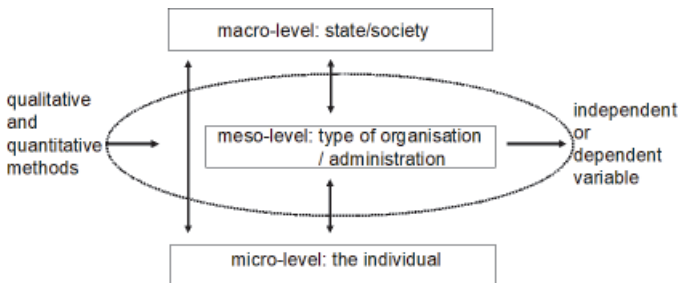 macro-level: state/society
qualitative
and
quantitative
methods
meso-level: type of organisation
/ administration
independent
or
dependent
variable
micro-level: the individual